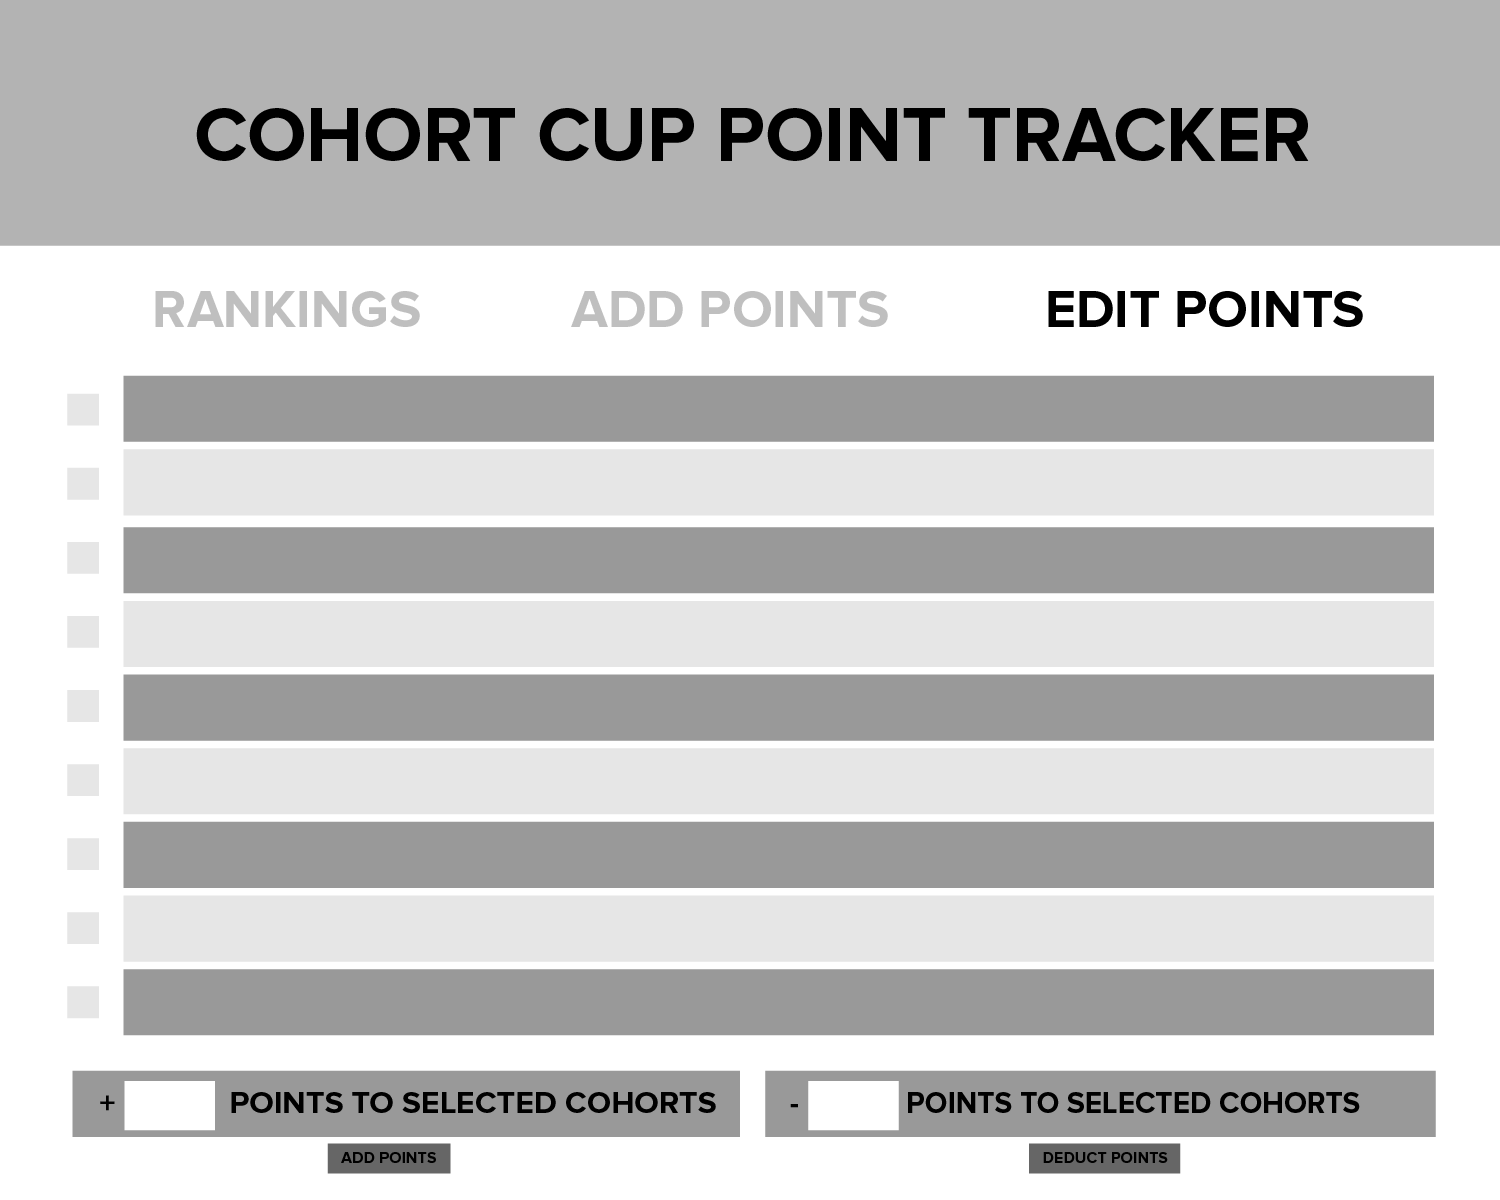 COHORT CUP POINT TRACKER
RANKINGS ADD POINTS EDIT POINTS
+ POINTS TO SELECTED COHORTS
- POINTS TO SELECTED COHORTS
ADD POINTS
DEDUCT POINTS